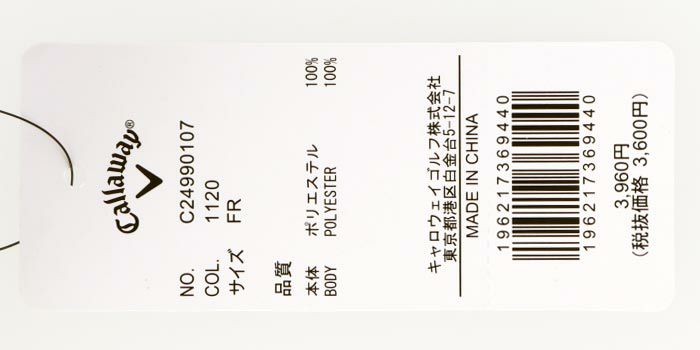 Callaway®
NO. C24990107
COL. 1120
サイズ FR
品質
本体 ポリエステル 100%
BODY POLYESTER 100%
キャロウェイゴルフ株式会社
東京都港区白金台5-12-7
MADE IN CHINA
196217369440
196217369440
3,960円
(税抜価格 3,600円)